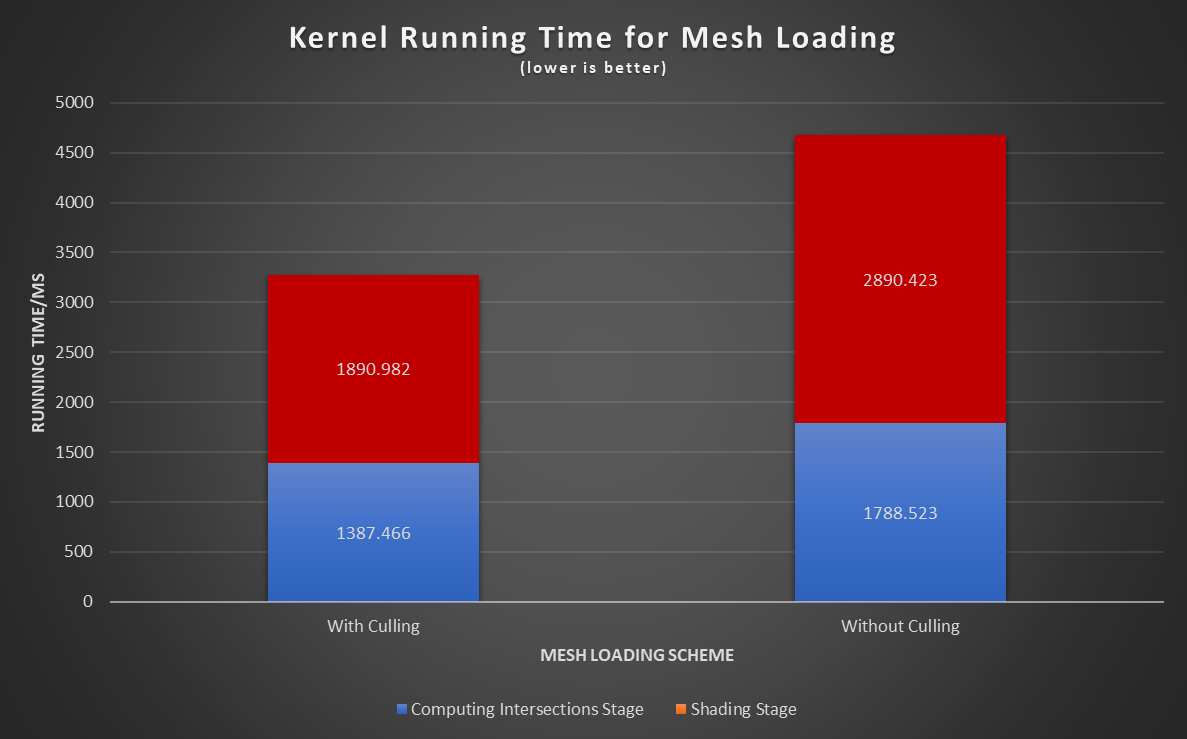 Kernel Running Time for Mesh Loading
(lower is better)
5000
4500
4000
3500
3000
2500
2000
1500
1000
500
0
RUNNING TIME/MS
1890.982
1387.466
2890.423
1788.523
With Culling
Without Culling
MESH LOADING SCHEME
Computing Intersections Stage
Shading Stage